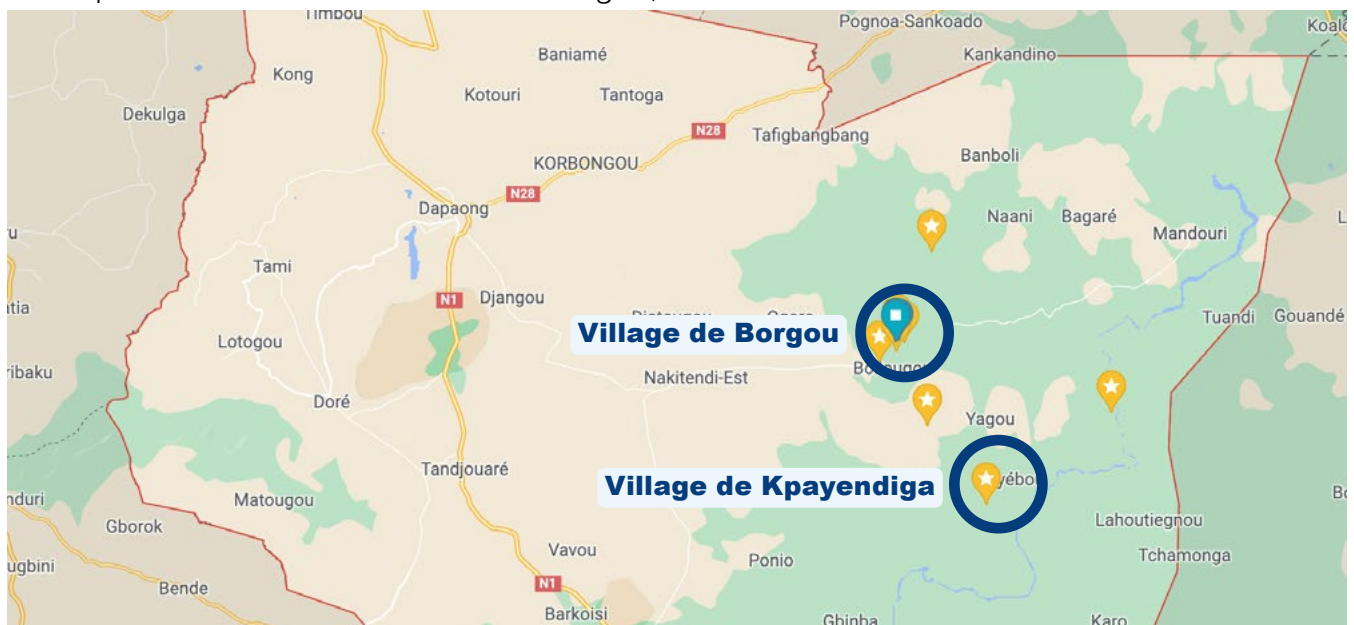 Timbou
Pognoa-Sankoado
Kankandino
Baniamé
Kong
Kotouri
Tantoga
Dekulga
N28
Tafigbangbang
KORBONGOU
Banboli
N28
Dapaong
Naani
Bagaré
Mandouri
Tami
N1
Djangou
Tuandi
Gouandé
Village de Borgou
Lotogou
Nakitendi-Est
Doré
Yagou
Tandjouaré
Village de Kpayendiga
Matougou
Gborok
Lahoutiegnou
Vavou
Ponio
Tchamonga
Bende
N1
Barkoisi
Gbinba
Karo